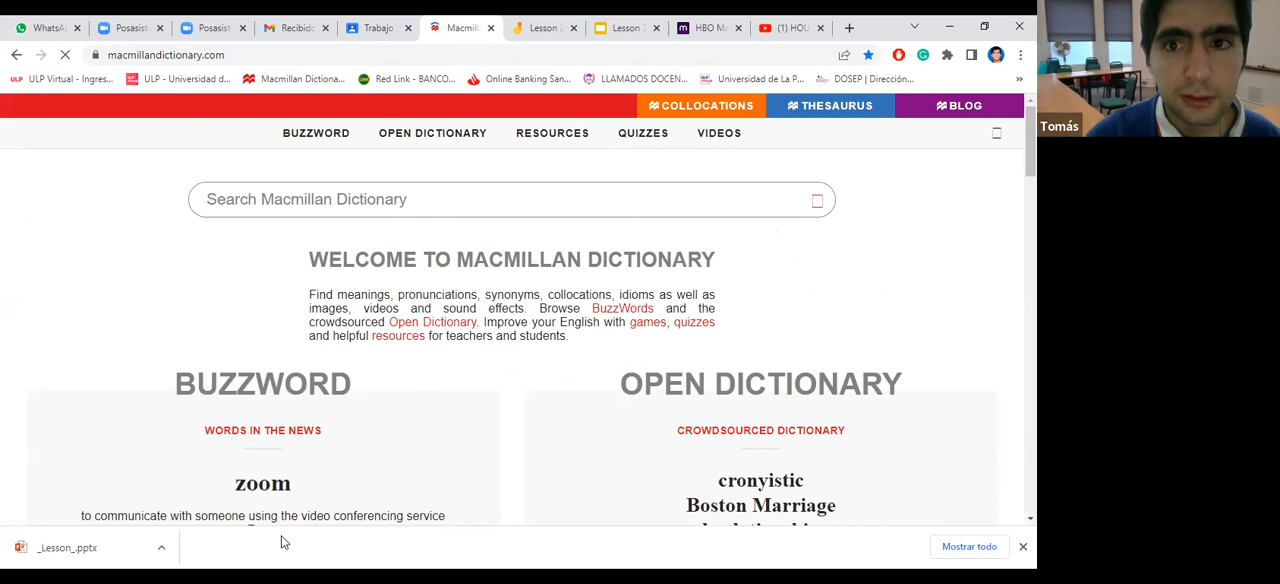 WhatsA
Posasist
Posasist
Recibido
Trabajo
Macmill
Lesson 2
Lesson 2
HBO Ma
(1) HOU
macmillandictionary.com
ULP Virtual - Ingres...
ULP - Universidad d...
Macmillan Dictiona...
Red Link - BANCO...
Online Banking San...
LLAMADOS DOCEN...
Universidad de La P...
DOSEP | Dirección...
»
COLLOCATIONS
THESAURUS
BLOG
BUZZWORD
OPEN DICTIONARY
RESOURCES
QUIZZES
VIDEOS
Tomás
Search Macmillan Dictionary
WELCOME TO MACMILLAN DICTIONARY
Find meanings, pronunciations, synonyms, collocations, idioms as well as
images, videos and sound effects. Browse BuzzWords and the
crowdsourced Open Dictionary. Improve your English with games, quizzes
and helpful resources for teachers and students.
BUZZWORD
WORDS IN THE NEWS
zoom
to communicate with someone using the video conferencing service
OPEN DICTIONARY
CROWDSOURCED DICTIONARY
cronyistic
Boston Marriage
_Lesson_.pptx
Mostrar todo